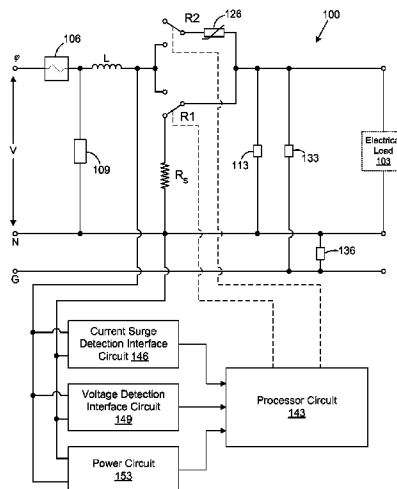 R2
126
100
φ
106
L
V
R1
109
Rs
113
133
Electrical
Load
103
N
136
G
Current Surge
Detection Interface
Circuit 146
Voltage Detection
Interface Circuit
149
Processor Circuit
143
Power Circuit
153